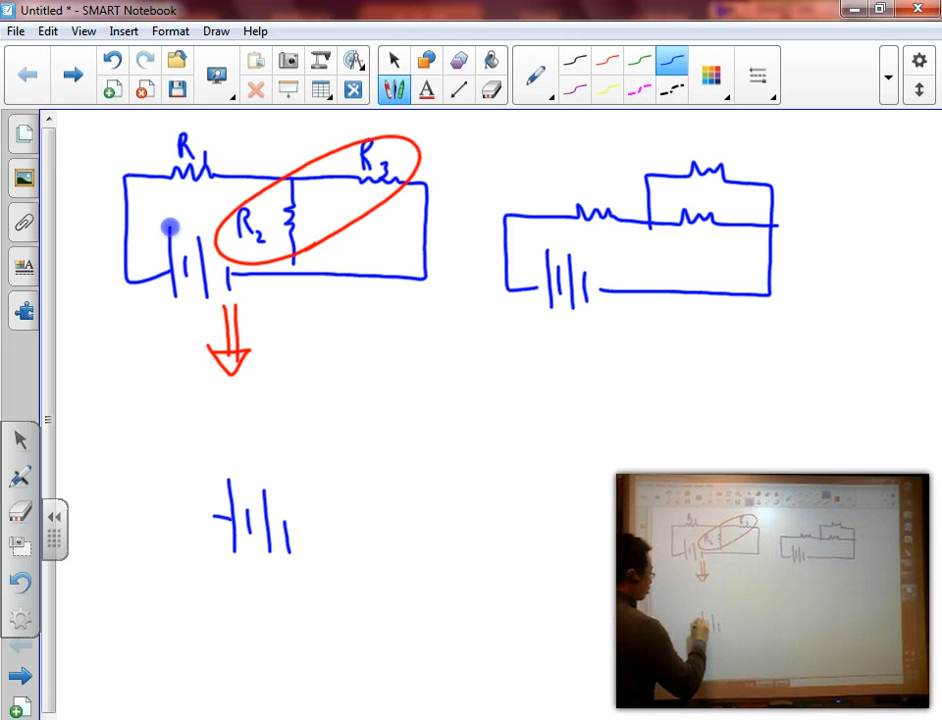 Untitled * - SMART Notebook
File Edit View Insert Format Draw Help
R1
R3
R2